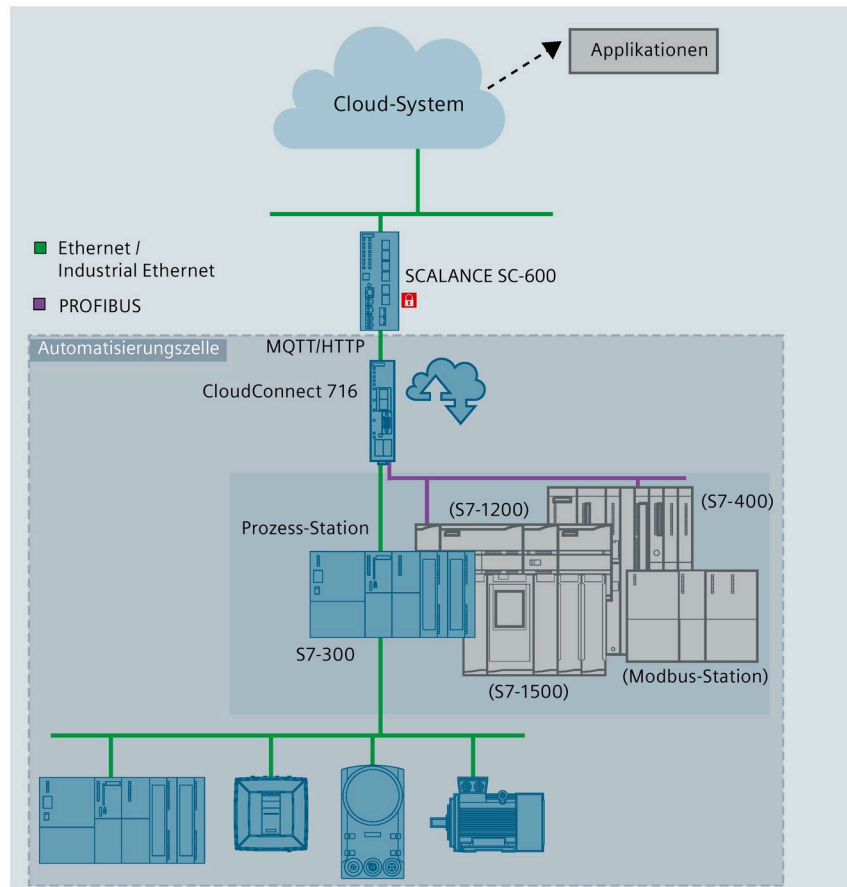 Applikationen
Cloud-System
Ethernet /
Industrial Ethernet
PROFIBUS
SCALANCE SC-600
Automatisierungszelle
MQTT/HTTP
CloudConnect 716
(S7-1200)
(S7-400)
Prozess-Station
S7-300
(S7-1500)
(Modbus-Station)